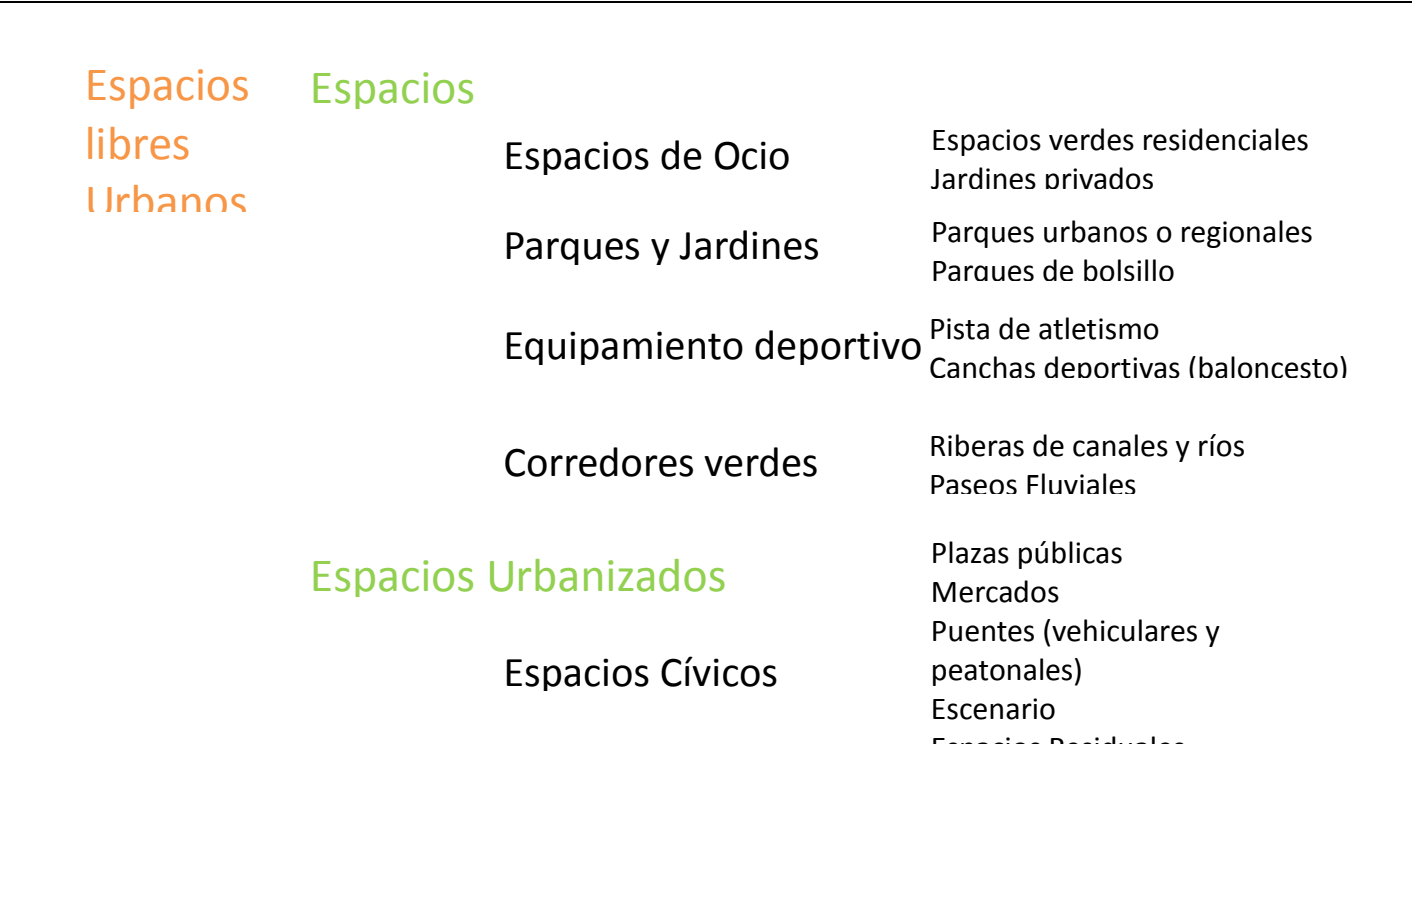 Espacios
libres
Urbanos
Espacios
Espacios de Ocio
Espacios verdes residenciales
Jardines privados
Parques y Jardines
Parques urbanos o regionales
Parques de bolsillo
Equipamiento deportivo
Pista de atletismo
Canchas deportivas (baloncesto)
Corredores verdes
Riberas de canales y ríos
Paseos Fluviales
Espacios Urbanizados
Espacios Cívicos
Plazas públicas
Mercados
Puentes (vehiculares y
peatonales)
Escenario
Espacios Residuales